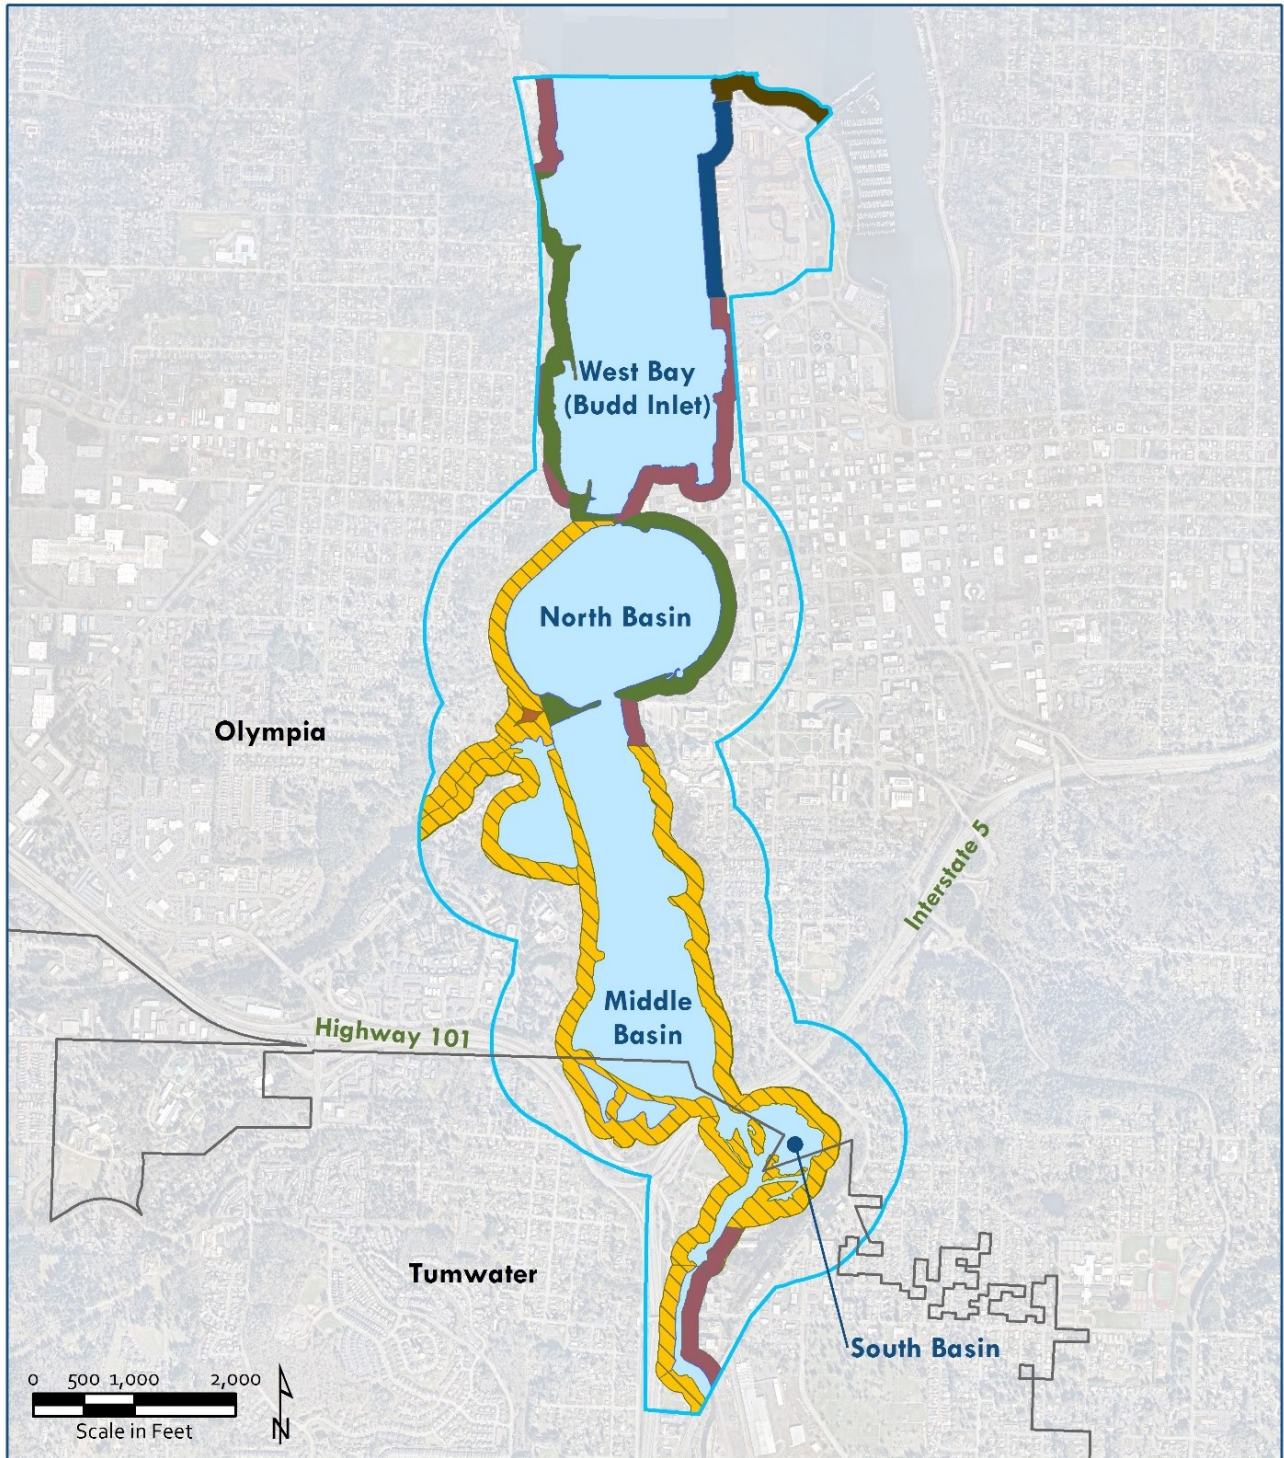 West Bay
(Budd Inlet)
North Basin
Olympia
Interstate 5
Middle
Basin
Highway 101
Tumwater
South Basin
0 500 1,000 2,000
Scale in Feet
N